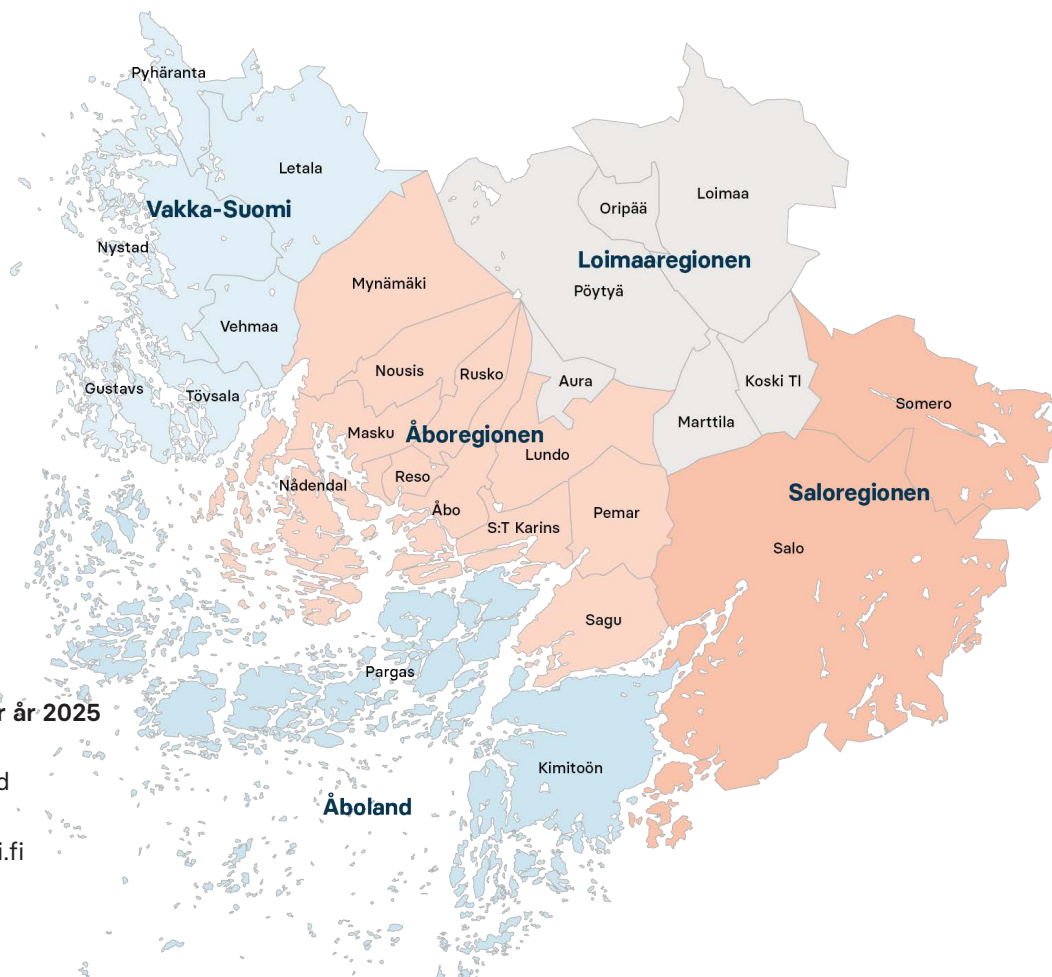 Pyhäranta
Letala
Loimaa
Oripää
Vakka-Suomi
Nystad
Loimaaregionen
Mynämäki
Pöytyä
Vehmaa
Nousis
Rusko
Aura
Koski Tl
Gustavs
Tövsala
Somero
Marttila
Masku
Åboregionen
Lundo
Reso
Nådendal
Saloregionen
Åbo
Pemar
S:T Karins
Salo
Sagu
Pargas
år 2025
Kimitoön
Åboland
i.fi